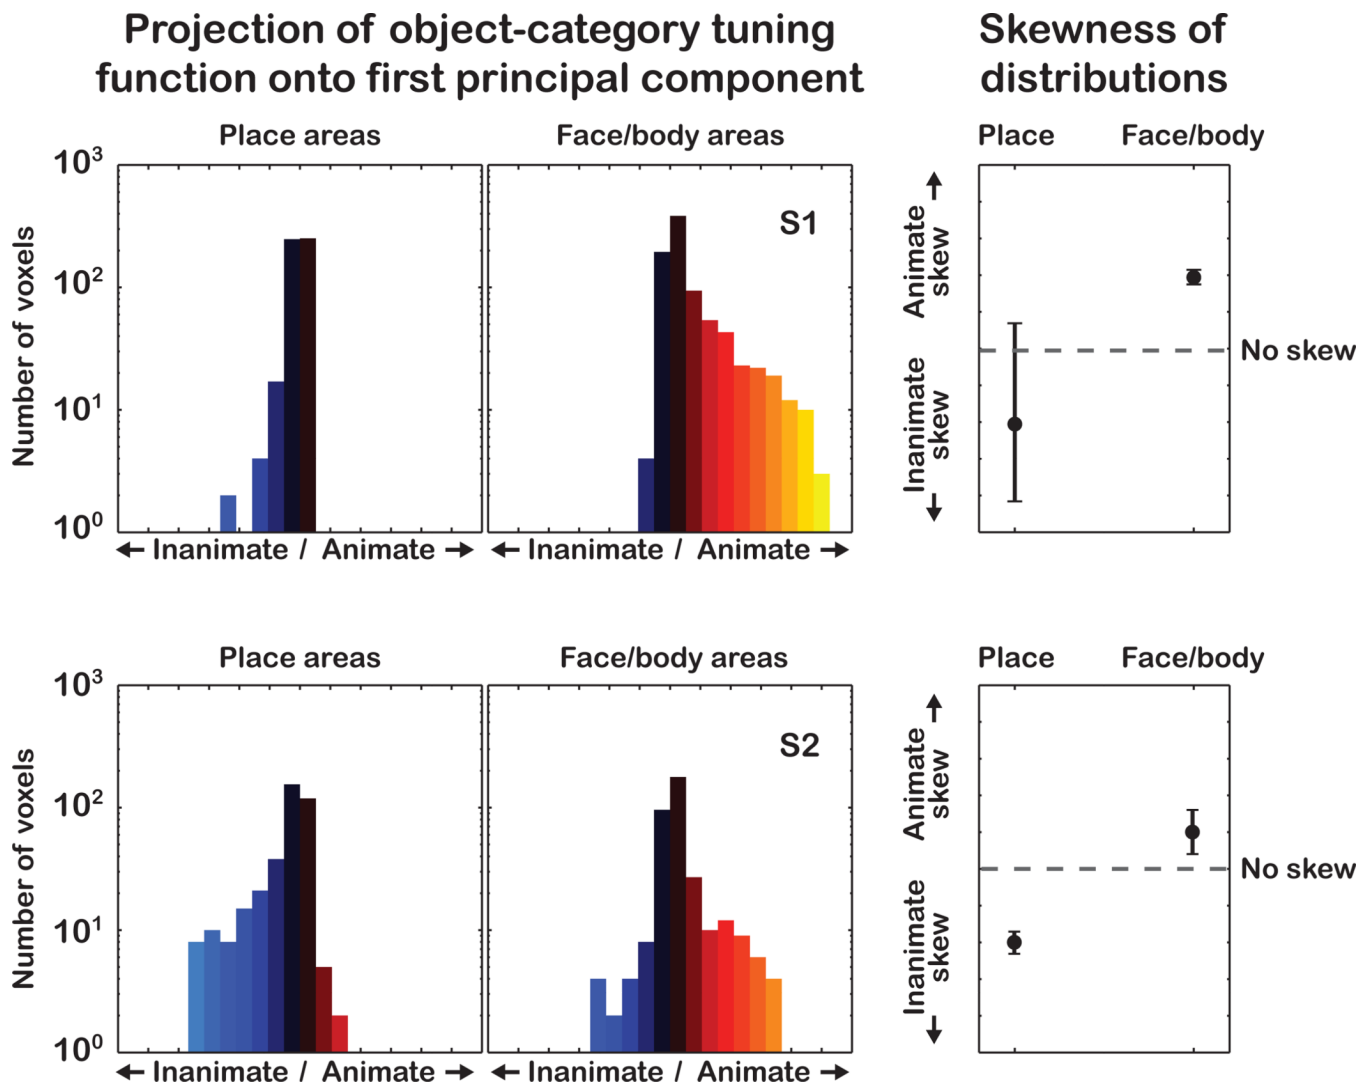 Projection of object-category tuning
function onto first principal component
Skewness of
distributions
Place areas
Face/body areas
Place
Face/body
10³
10²
10¹
10⁰
Number of voxels
S1
← Inanimate / Animate →
← Inanimate / Animate →
Animate →
skew
Inanimate
← skew
No skew
Place areas
Face/body areas
Place
Face/body
10³
10²
10¹
10⁰
Number of voxels
S2
← Inanimate / Animate →
← Inanimate / Animate →
Animate →
skew
Inanimate
← skew
No skew